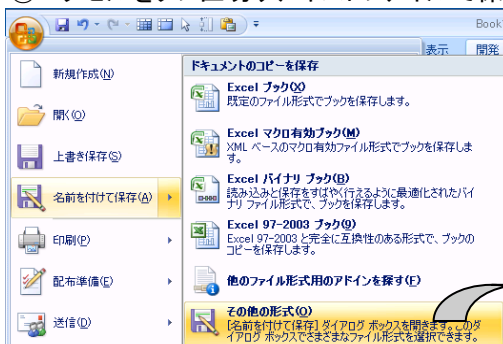 Book
表示 開発
新規作成(N)
開く(O)
上書き保存(S)
名前を付けて保存(A)
印刷(P)
配布準備(E)
送信(D)
ドキュメントのコピーを保存
Excel ブック(X)
既定のファイル形式でブックを保存します。
Excel マクロ有効ブック(M)
XML ベースのマクロ有効ファイル形式でブックを保存しま
す。
Excel バイナリ ブック(B)
読み込みと保存をすばやく行えるように最適化されたバイ
ナリ ファイル形式で、ブックを保存します。
Excel 97-2003 ブック(9)
Excel 97-2003 と完全に互換性のある形式で、ブックの
コピーを保存します。
他のファイル形式用のアドインを探す(F)
その他の形式(O)
[名前を付けて保存] ダイアログ ボックスを開きます。このダ
イアログ ボックスでさまざまなファイル形式を選択できます。